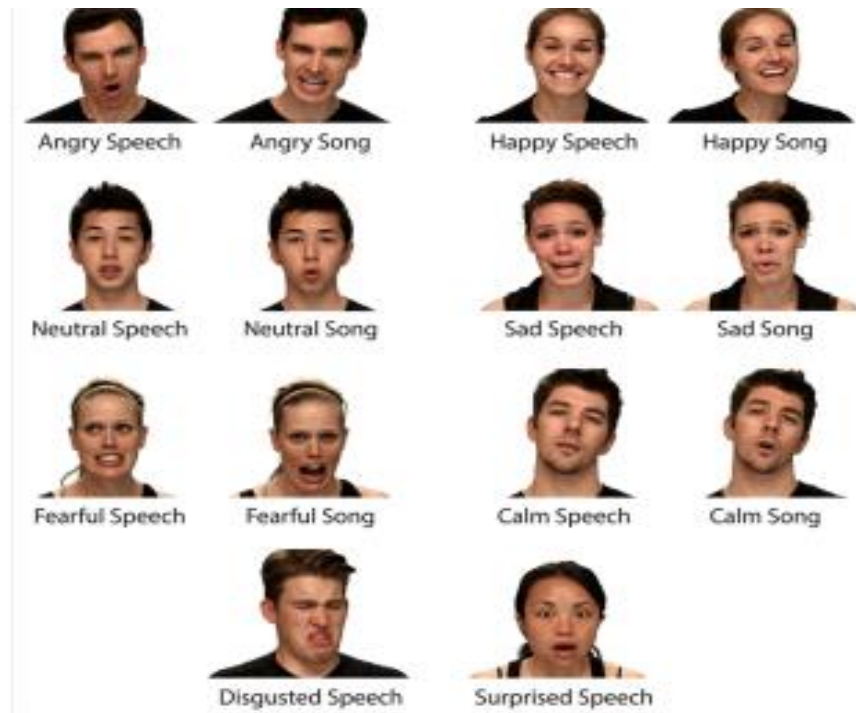 Angry Speech Angry Song Happy Speech Happy Song
Neutral Speech Neutral Song Sad Speech Sad Song
Fearful Speech Fearful Song Calm Speech Calm Song
Disgusted Speech Surprised Speech